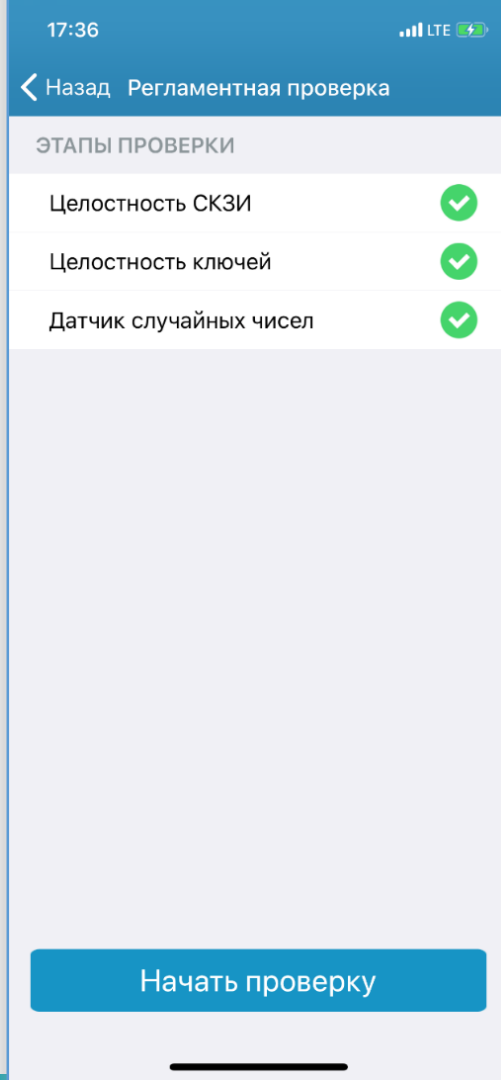 17:36 LTE
Назад Регламентная проверка
ЭТАПЫ ПРОВЕРКИ
Целостность СКЗИ
Целостность ключей
Датчик случайных чисел
Начать проверку